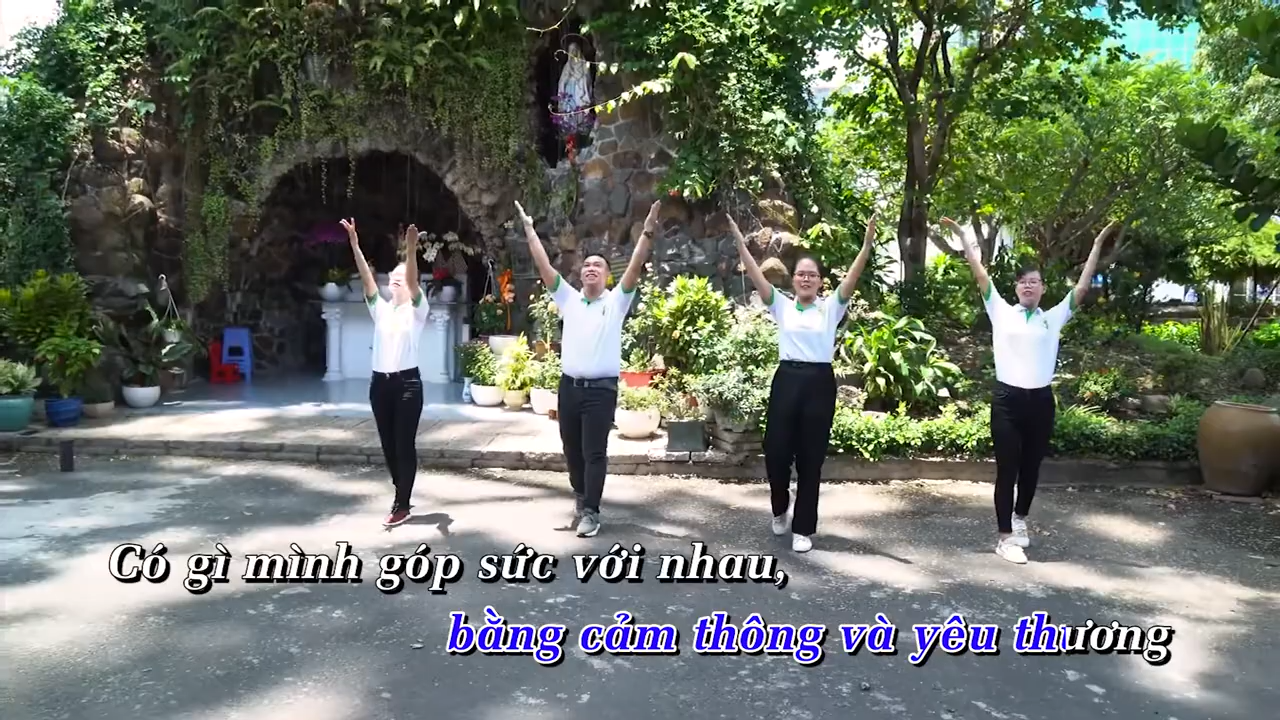 Có gì mình góp sức với nhau,
bằng cảm thông và yêu thương